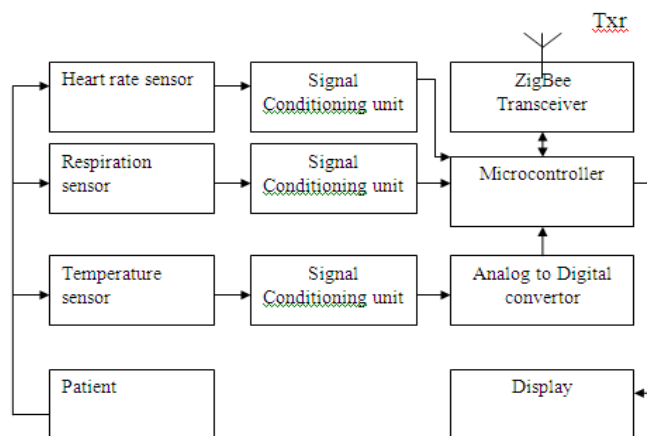 Txr
Heart rate sensor
Signal
Conditioning unit
ZigBee
Transceiver
Respiration
sensor
Signal
Conditioning unit
Microcontroller
Temperature
sensor
Signal
Conditioning unit
Analog to Digital
convertor
Patient
Display